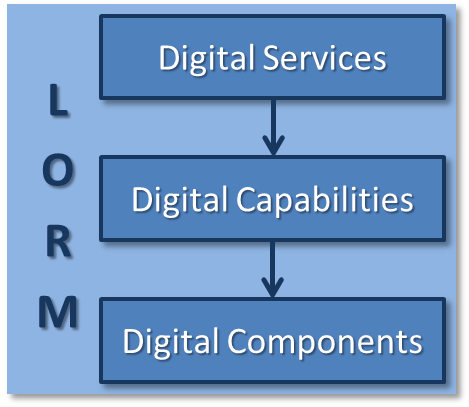 L
O
R
M
Digital Services
Digital Capabilities
Digital Components